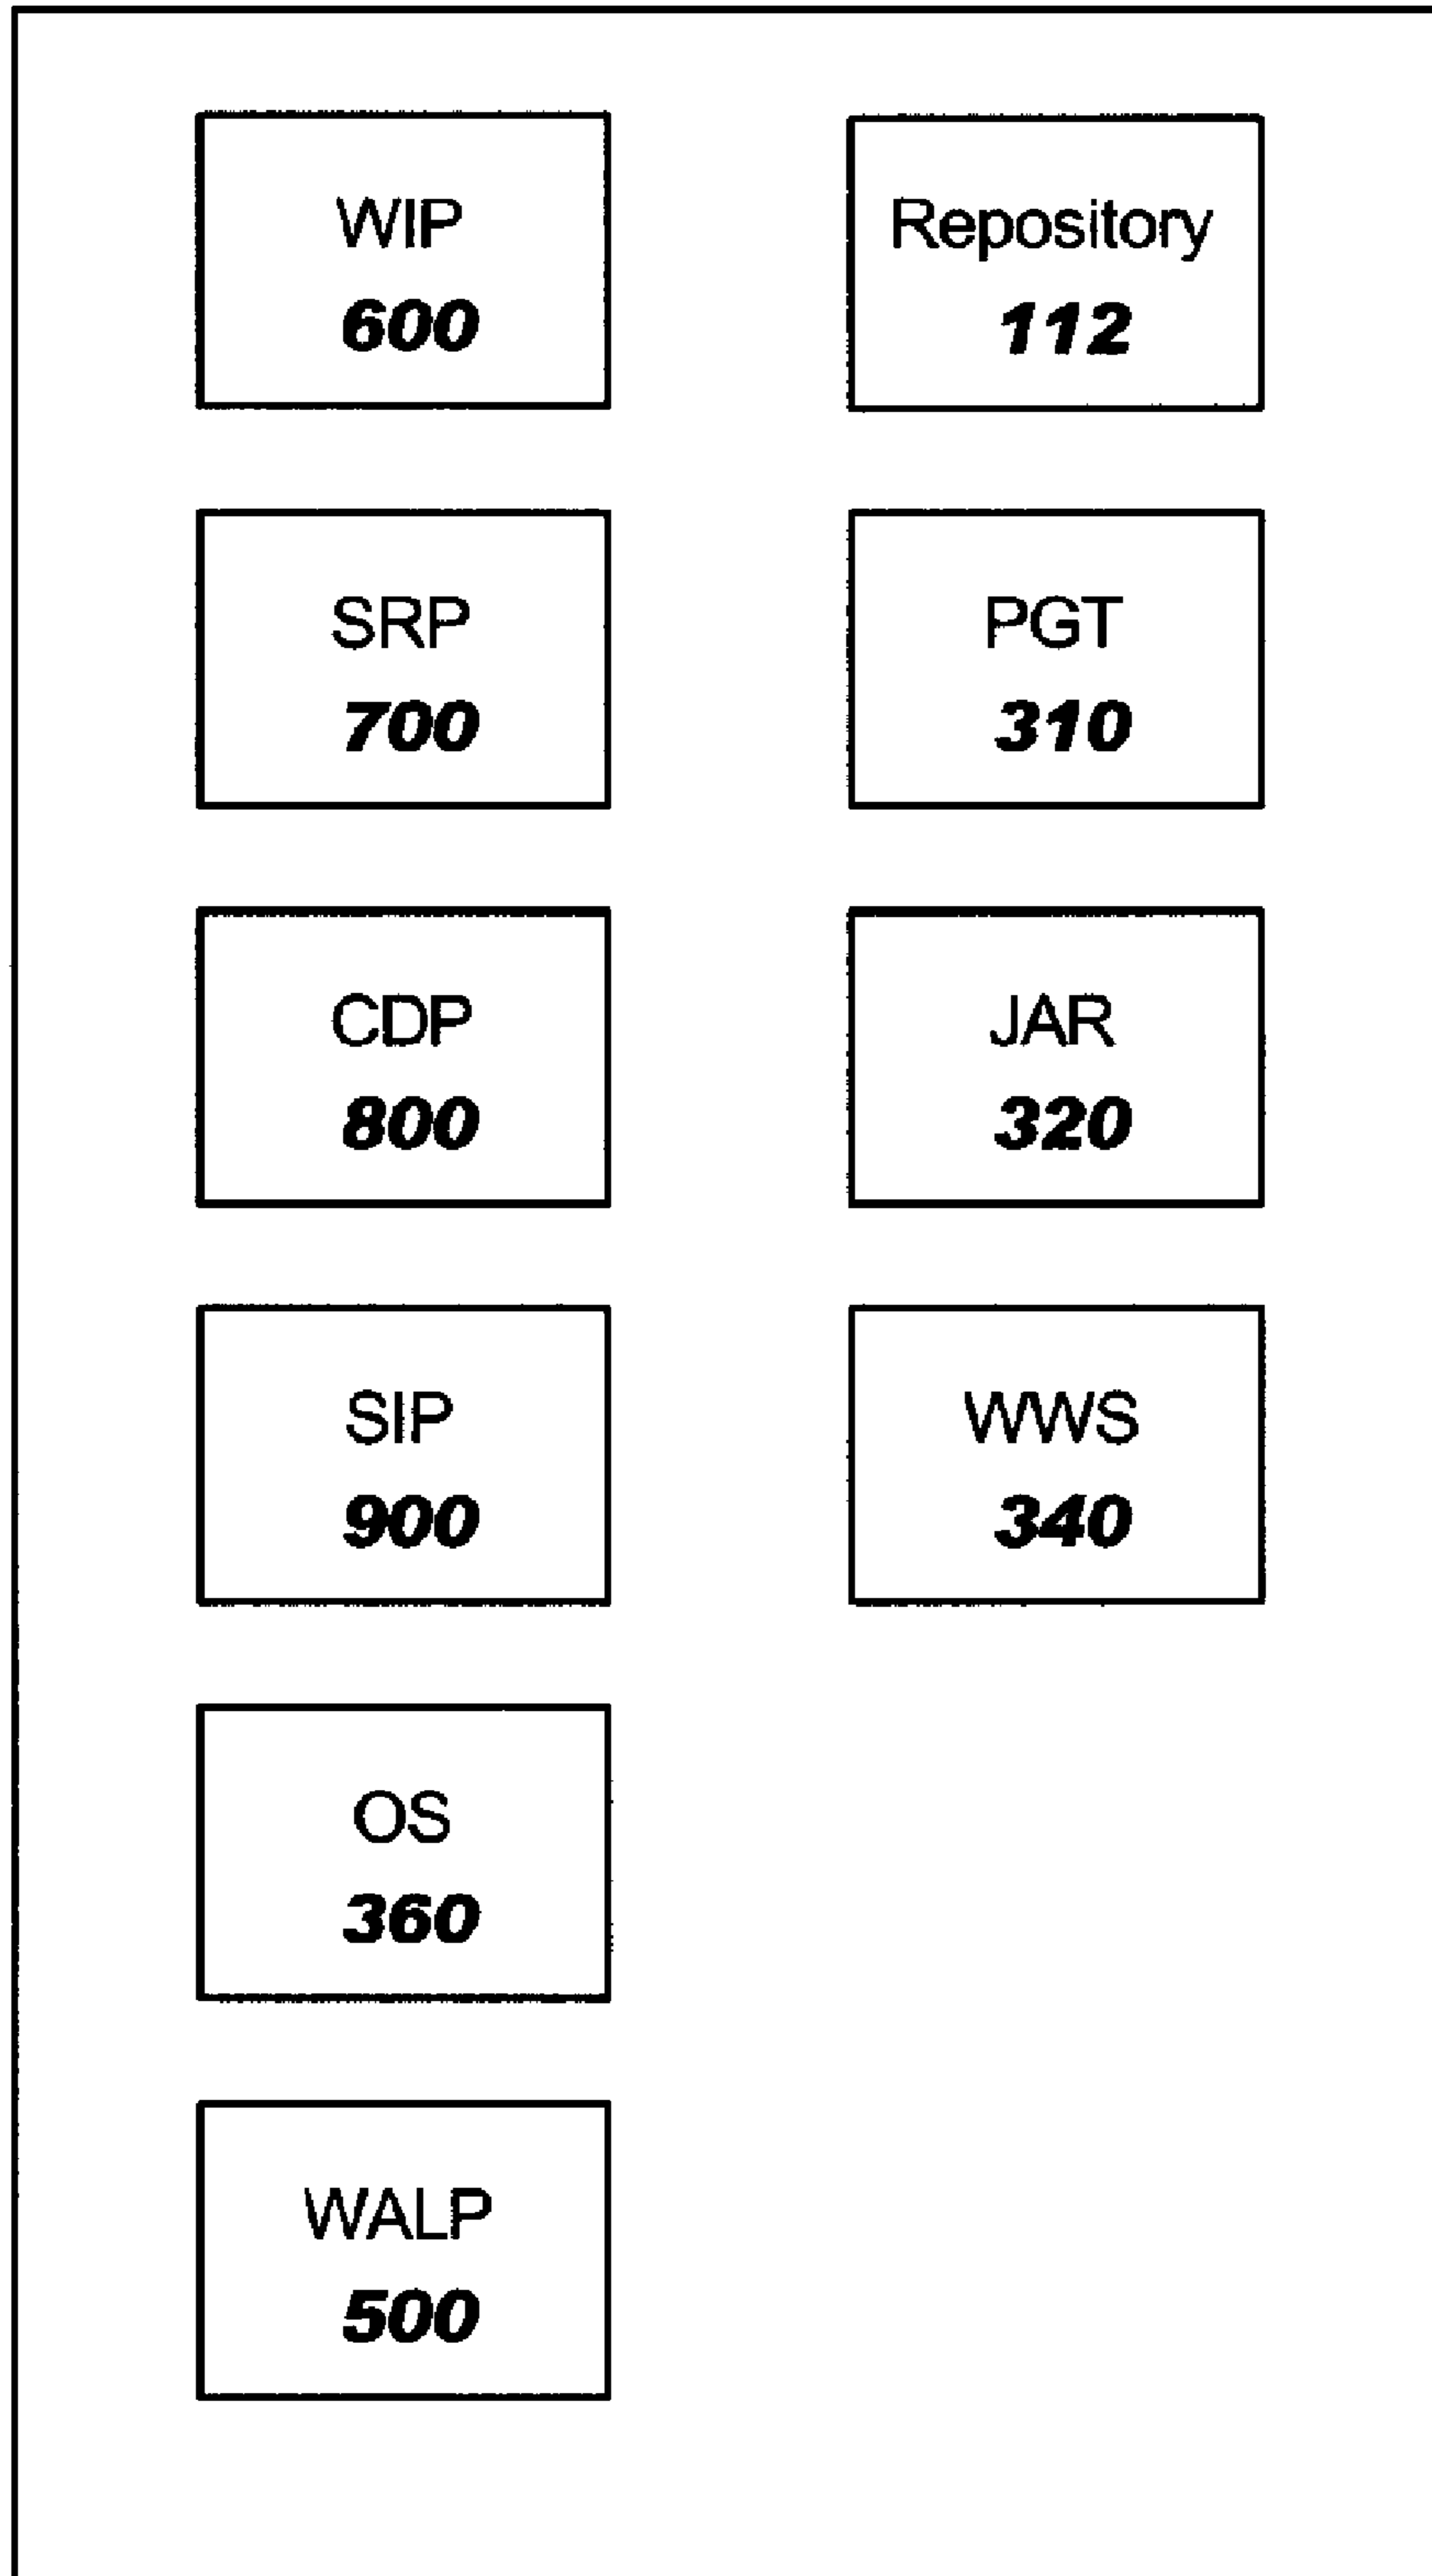 WIP
600
Repository
112
SRP
700
PGT
310
CDP
800
JAR
320
SIP
900
WWS
340
OS
360
WALP
500